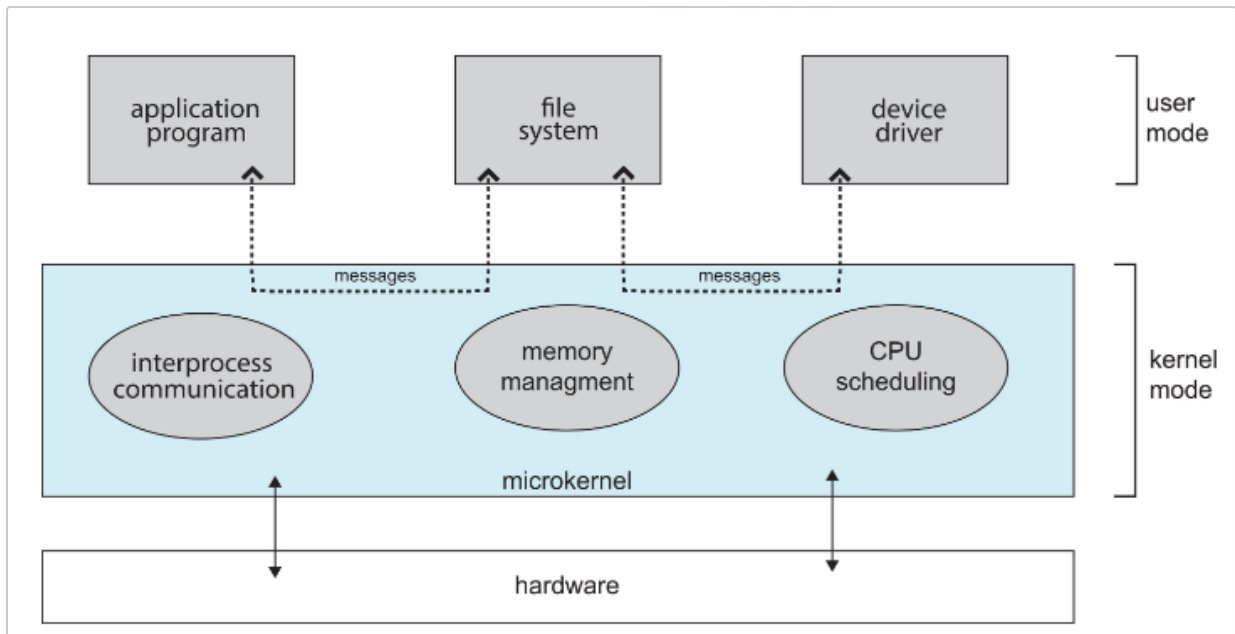 application
program
file
system
device
driver
user
mode
messages
messages
interprocess
communication
memory
managment
CPU
scheduling
kernel
mode
microkernel
hardware